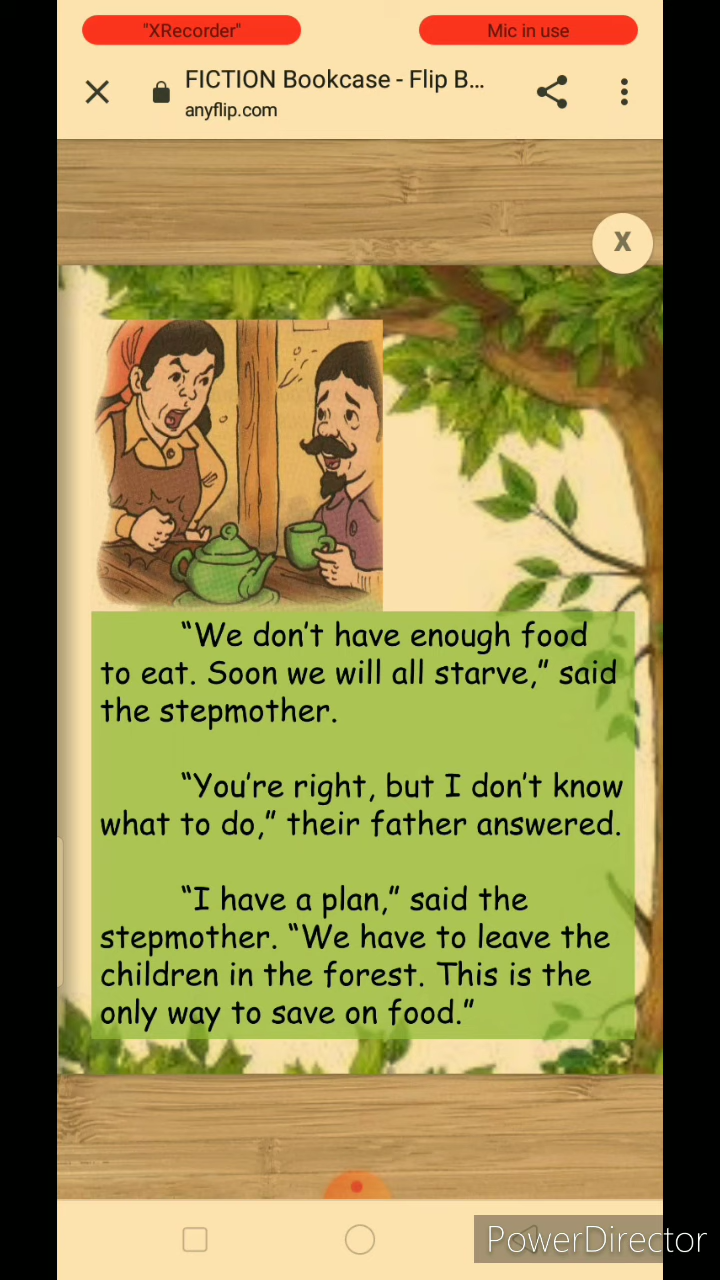 "XRecorder"
Mic in use
FICTION Bookcase - Flip B...
anyflip.com
X
“We don’t have enough food
to eat. Soon we will all starve,” said
the stepmother.
“You’re right, but I don’t know
what to do,” their father answered.
“I have a plan,” said the
stepmother. “We have to leave the
children in the forest. This is the
only way to save on food.”
PowerDirector